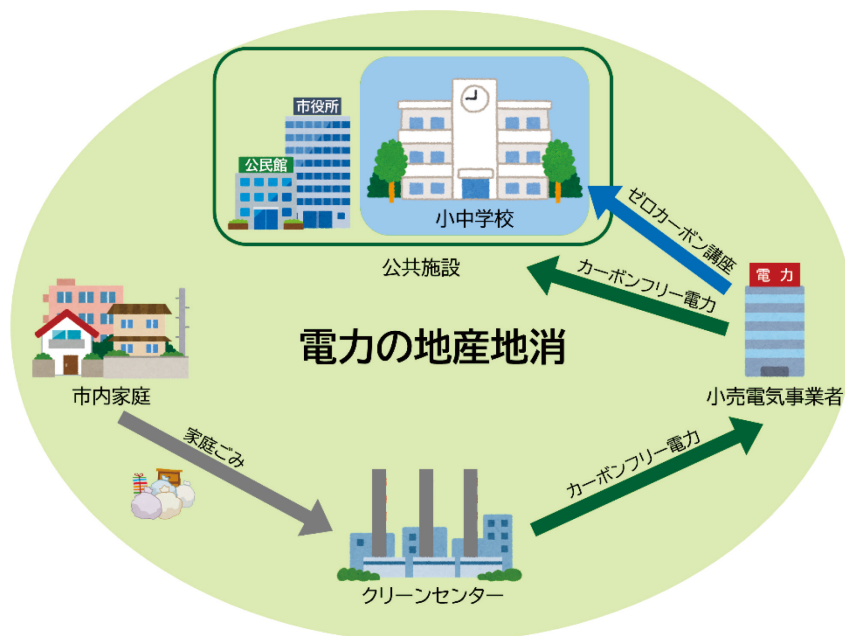 市役所
公民館
小中学校
公共施設
ゼロカーボン講座
カーボンフリー電力
電力
小売電気事業者
電力の地産地消
市内家庭
家庭ごみ
カーボンフリー電力
クリーンセンター